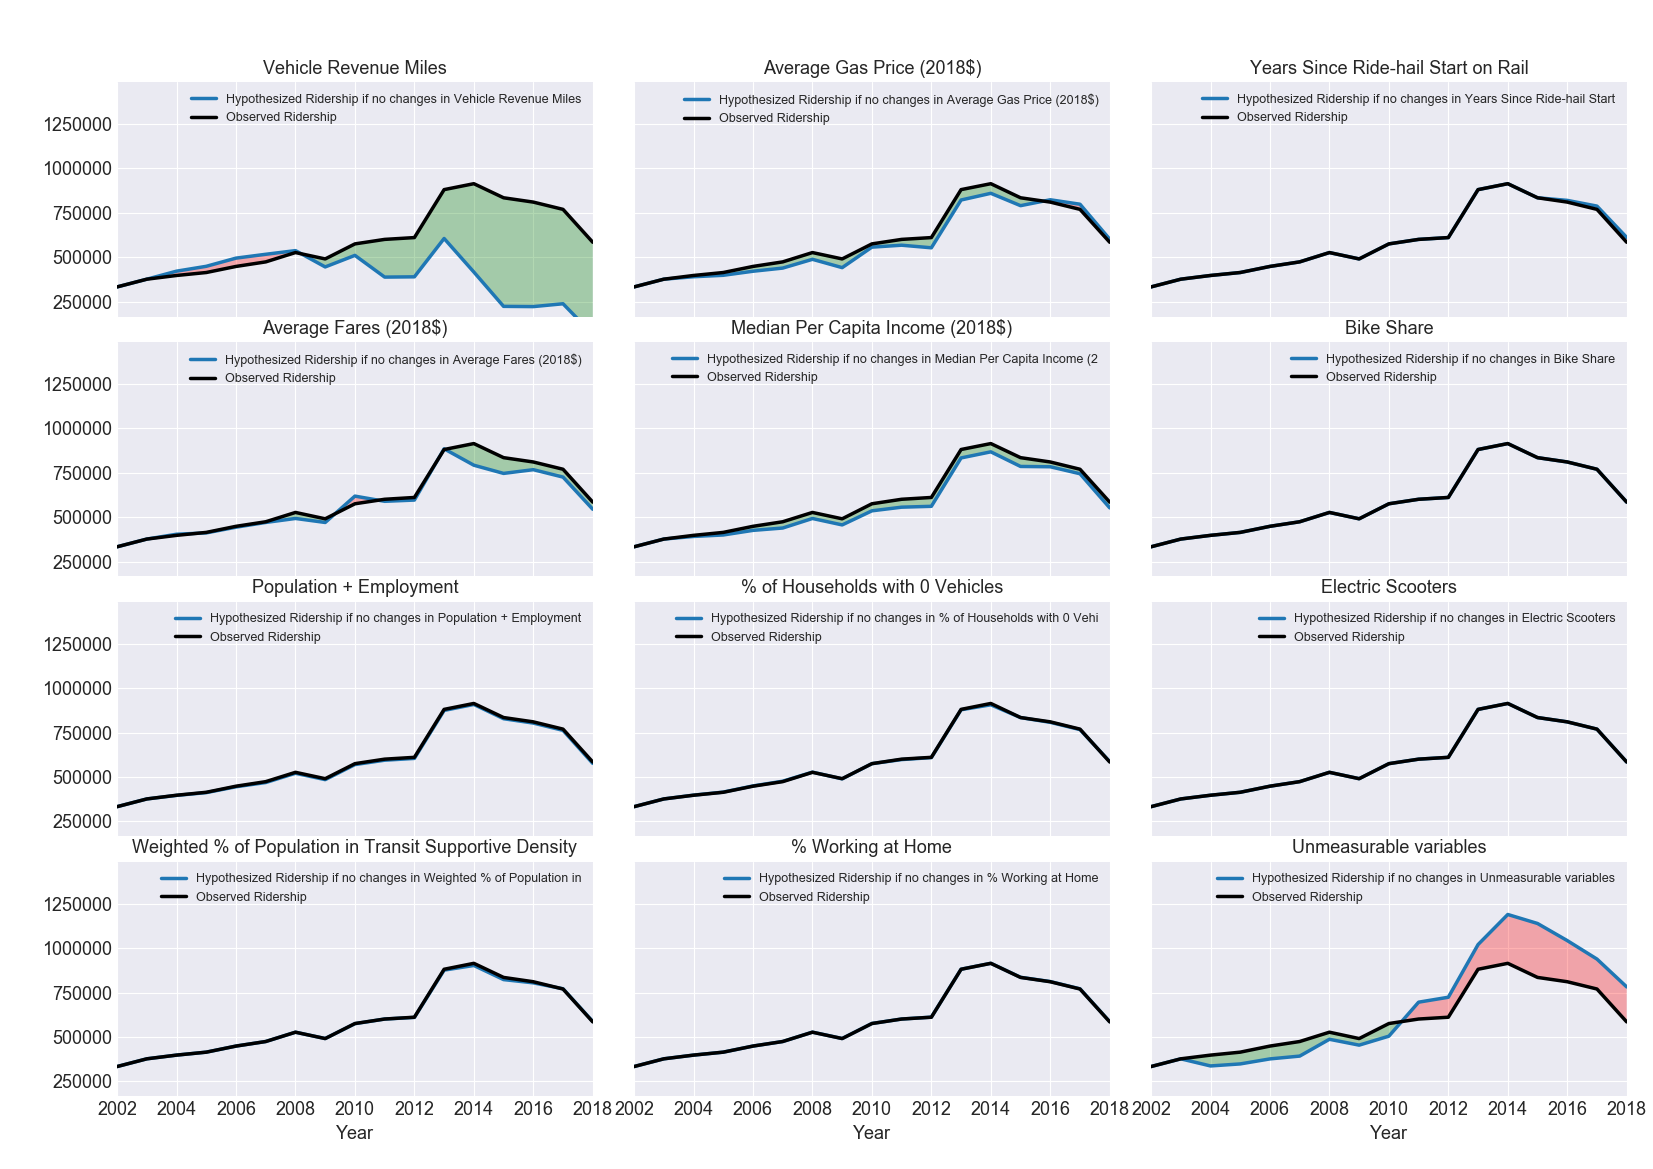 Vehicle Revenue Miles
Hypothesized Ridership if no changes in Vehicle Revenue Miles
Observed Ridership
1250000
1000000
750000
500000
250000
Average Gas Price (2018$)
Hypothesized Ridership if no changes in Average Gas Price (2018$)
Observed Ridership
Years Since Ride-hail Start on Rail
Hypothesized Ridership if no changes in Years Since Ride-hail Start
Observed Ridership
Average Fares (2018$)
Hypothesized Ridership if no changes in Average Fares (2018$)
Observed Ridership
1250000
1000000
750000
500000
250000
Median Per Capita Income (2018$)
Hypothesized Ridership if no changes in Median Per Capita Income (2
Observed Ridership
Bike Share
Hypothesized Ridership if no changes in Bike Share
Observed Ridership
Population + Employment
Hypothesized Ridership if no changes in Population + Employment
Observed Ridership
1250000
1000000
750000
500000
250000
% of Households with 0 Vehicles
Hypothesized Ridership if no changes in % of Households with 0 Vehi
Observed Ridership
Electric Scooters
Hypothesized Ridership if no changes in Electric Scooters
Observed Ridership
Weighted % of Population in Transit Supportive Density
Hypothesized Ridership if no changes in Weighted % of Population in
Observed Ridership
1250000
1000000
750000
500000
250000
2002 2004 2006 2008 2010 2012 2014 2016 2018
Year
% Working at Home
Hypothesized Ridership if no changes in % Working at Home
Observed Ridership
2002 2004 2006 2008 2010 2012 2014 2016 2018
Year
Unmeasurable variables
Hypothesized Ridership if no changes in Unmeasurable variables
Observed Ridership
2002 2004 2006 2008 2010 2012 2014 2016 2018
Year